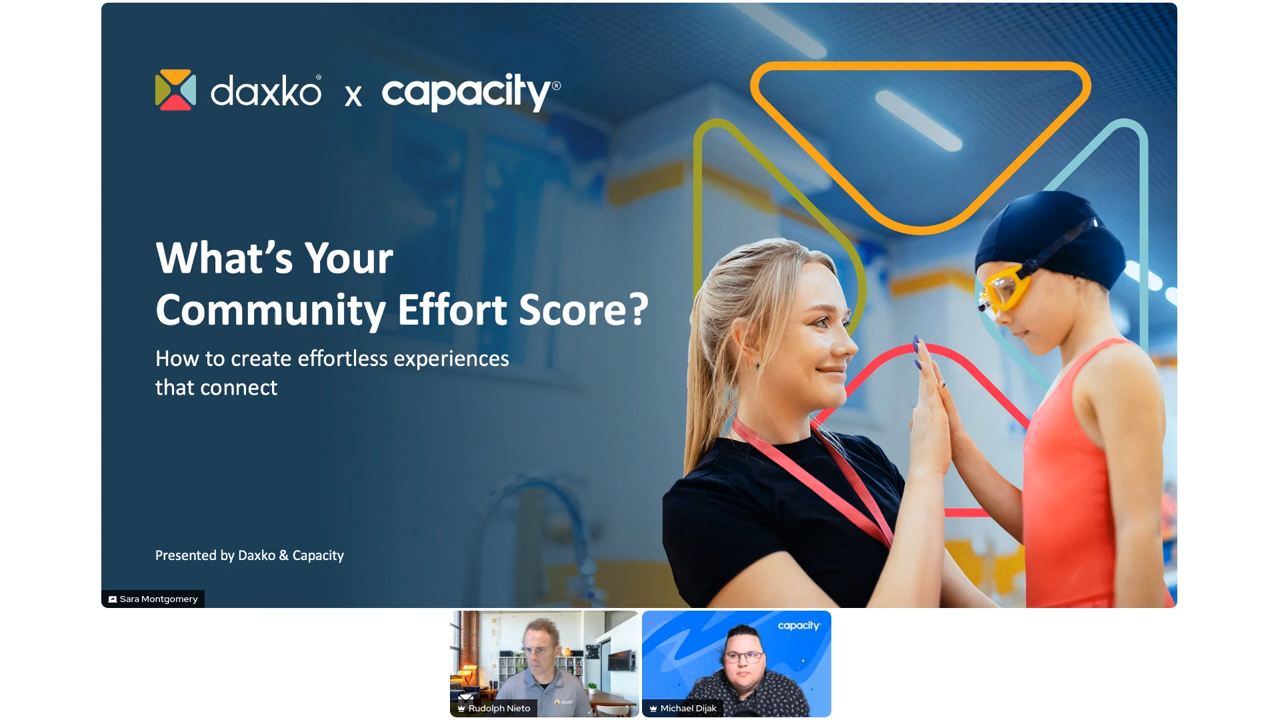 daxko® x capacity®
What's Your
Community Effort Score?
How to create effortless experiences
that connect
Presented by Daxko & Capacity
Sara Montgomery
capacity
Rudolph Nieto
Michael Dijak